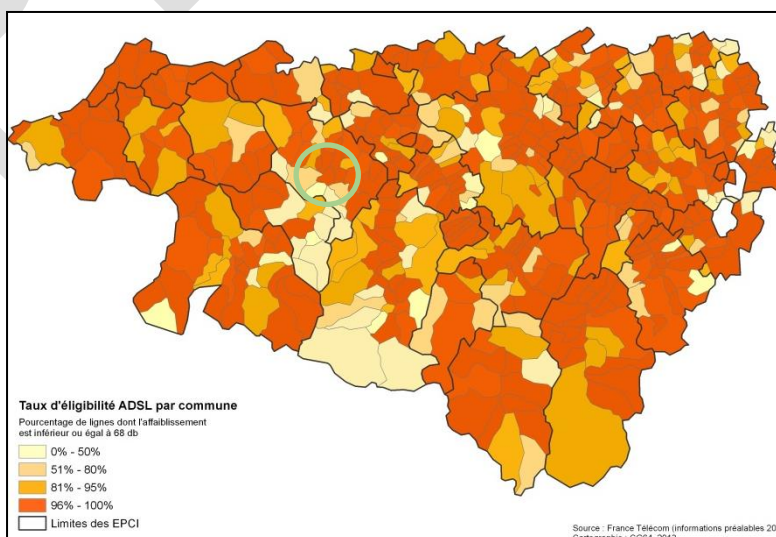 Taux d'éligibilité ADSL par commune
Pourcentage de lignes dont l'affaiblissement
est inférieur ou égal à 68 db
0% - 50%
51% - 80%
81% - 95%
96% - 100%
Limites des EPCI
Source : France Télécom (informations préalables 20